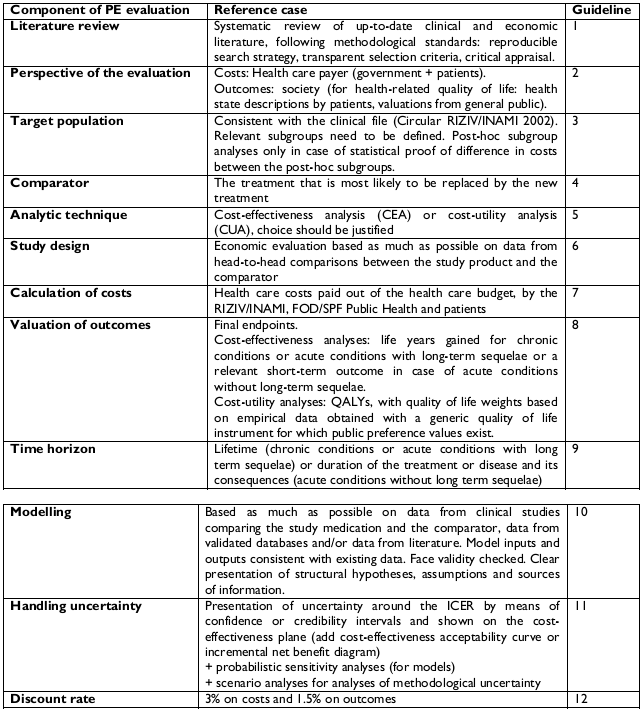 Component of PE evaluation Reference case Guideline
Literature review Systematic review of up-to-date clinical and economic 1
literature, following methodological standards: reproducible
search strategy, transparent selection criteria, critical appraisal.
Perspective of the evaluation Costs: Health care payer (government + patients). 2
Outcomes: society (for health-related quality of life: health
state descriptions by patients, valuations from general public).
Target population Consistent with the clinical file (Circular RIZIV/INAMI 2002). 3
Relevant subgroups need to be defined. Post-hoc subgroup
analyses only in case of statistical proof of difference in costs
between the post-hoc subgroups.
Comparator The treatment that is most likely to be replaced by the new 4
treatment
Analytic technique Cost-effectiveness analysis (CEA) or cost-utility analysis 5
(CUA), choice should be justified
Study design Economic evaluation based as much as possible on data from 6
head-to-head comparisons between the study product and the
comparator
Calculation of costs Health care costs paid out of the health care budget, by the 7
RIZIV/INAMI, FOD/SPF Public Health and patients
Valuation of outcomes Final endpoints. 8
Cost-effectiveness analyses: life years gained for chronic
conditions or acute conditions with long-term sequelae or a
relevant short-term outcome in case of acute conditions
without long-term sequelae.
Cost-utility analyses: QALYs, with quality of life weights based
on empirical data obtained with a generic quality of life
instrument for which public preference values exist.
Time horizon Lifetime (chronic conditions or acute conditions with long 9
term sequelae) or duration of the treatment or disease and its
consequences (acute conditions without long term sequelae)
Modelling Based as much as possible on data from clinical studies 10
comparing the study medication and the comparator, data from
validated databases and/or data from literature. Model inputs and
outputs consistent with existing data. Face validity checked. Clear
presentation of structural hypotheses, assumptions and sources
of information.
Handling uncertainty Presentation of uncertainty around the ICER by means of 11
confidence or credibility intervals and shown on the cost-
effectiveness plane (add cost-effectiveness acceptability curve or
incremental net benefit diagram)
+ probabilistic sensitivity analyses (for models)
+ scenario analyses for analyses of methodological uncertainty
Discount rate 3% on costs and 1.5% on outcomes 12